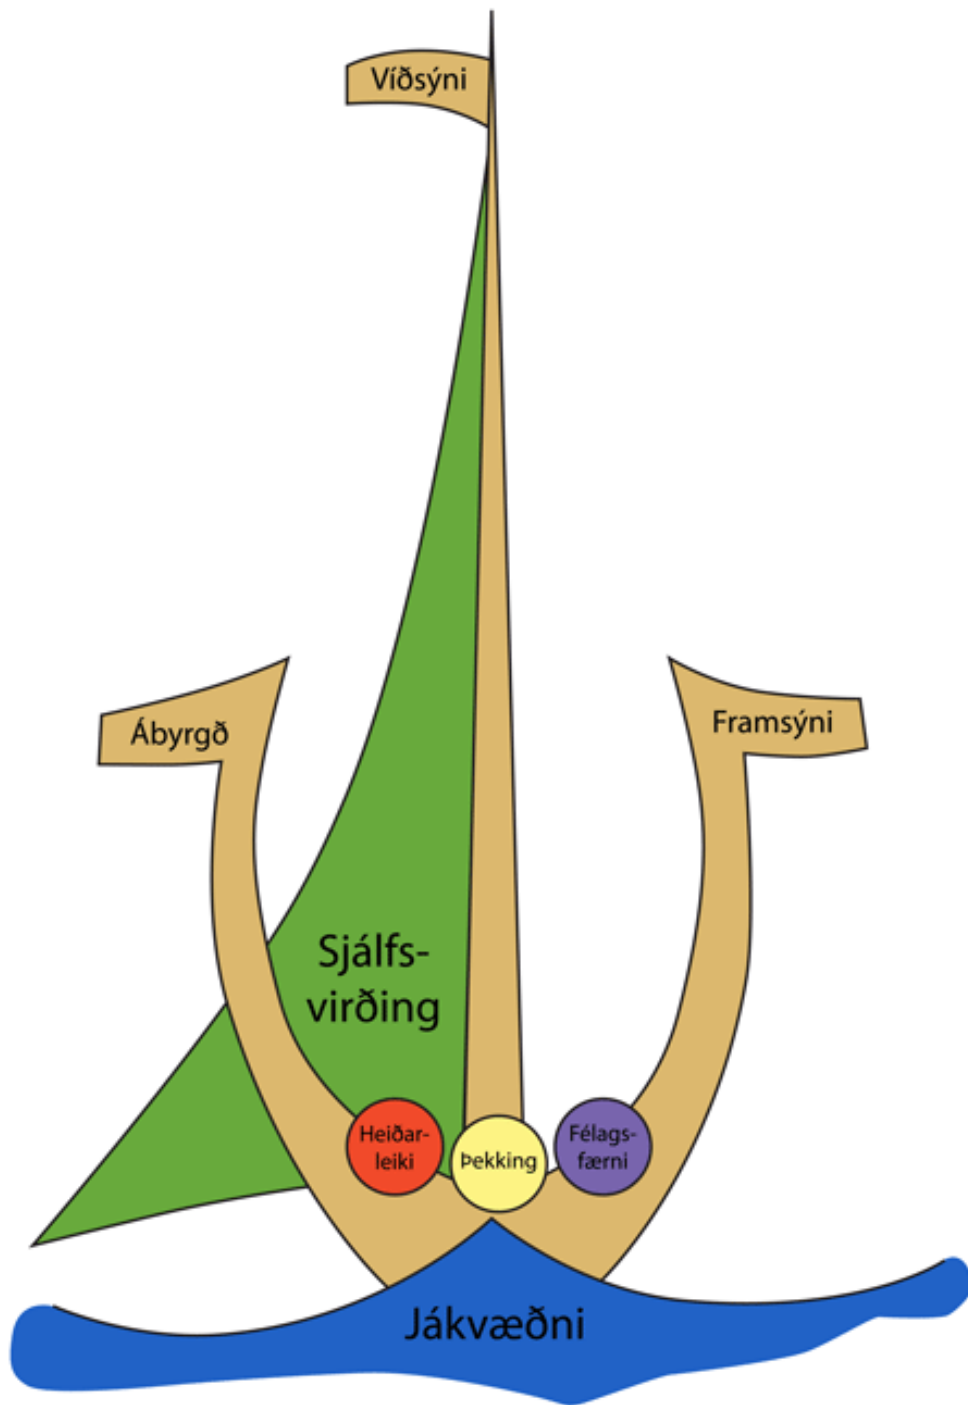 Víðsýni
Ábyrgð
Framsýni
Sjálfs-
virðing
Heiðar-
leiki
Þekking
Félags-
færni
Jákvæðni